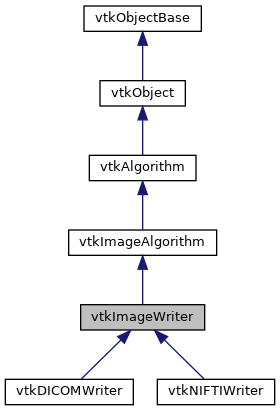 vtkObjectBase
vtkObject
vtkAlgorithm
vtkImageAlgorithm
vtkImageWriter
vtkDICOMWriter
vtkNIFTIWriter